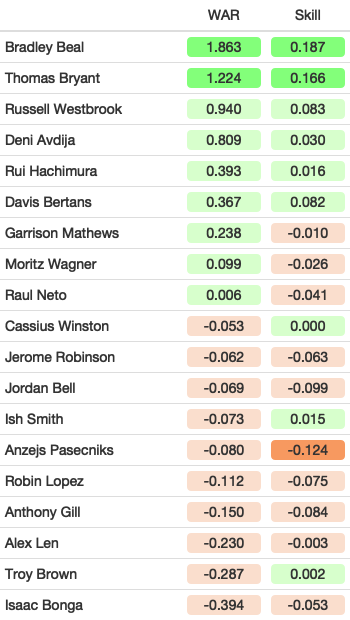 WAR Skill
Bradley Beal 1.863 0.187
Thomas Bryant 1.224 0.166
Russell Westbrook 0.940 0.083
Deni Avdija 0.809 0.030
Rui Hachimura 0.393 0.016
Davis Bertans 0.367 0.082
Garrison Mathews 0.238 -0.010
Moritz Wagner 0.099 -0.026
Raul Neto 0.006 -0.041
Cassius Winston -0.053 0.000
Jerome Robinson -0.062 -0.063
Jordan Bell -0.069 -0.099
Ish Smith -0.073 0.015
Anzejs Pasecniks -0.080 -0.124
Robin Lopez -0.112 -0.075
Anthony Gill -0.150 -0.084
Alex Len -0.230 -0.003
Troy Brown -0.287 0.002
Isaac Bonga -0.394 -0.053